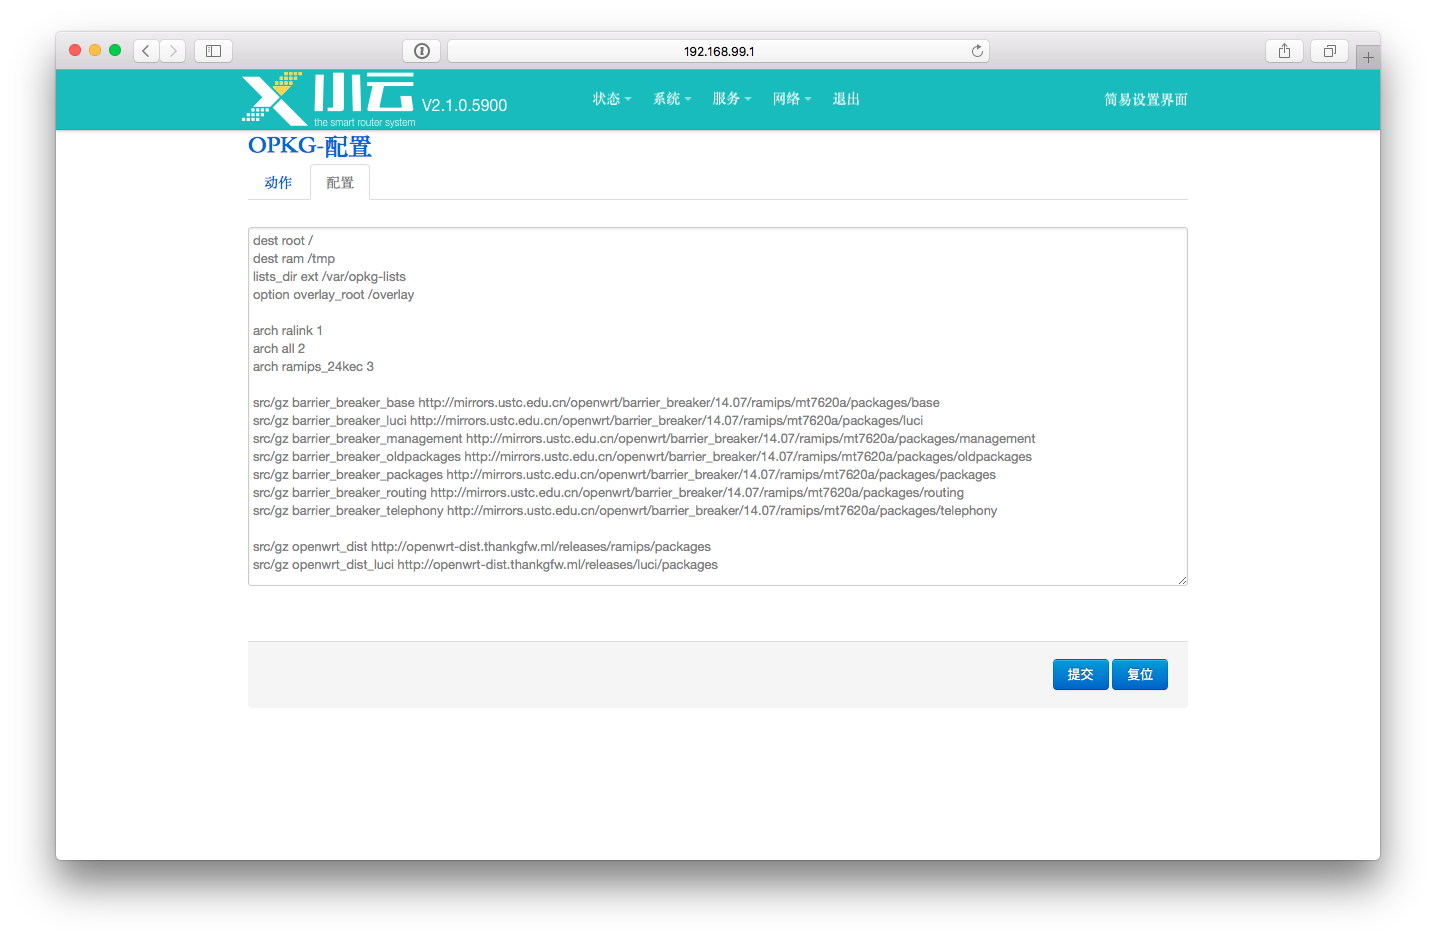 192.168.99.1
小云
V2.1.0.5900
the smart router system
状态
系统
服务
网络
退出
简易设置界面
OPKG-配置
动作
配置
dest root /
dest ram /tmp
lists_dir ext /var/opkg-lists
option overlay_root /overlay
arch ralink 1
arch all 2
arch ramips_24kec 3
src/gz barrier_breaker_base http://mirrors.ustc.edu.cn/openwrt/barrier_breaker/14.07/ramips/mt7620a/packages/base
src/gz barrier_breaker_luci http://mirrors.ustc.edu.cn/openwrt/barrier_breaker/14.07/ramips/mt7620a/packages/luci
src/gz barrier_breaker_management http://mirrors.ustc.edu.cn/openwrt/barrier_breaker/14.07/ramips/mt7620a/packages/management
src/gz barrier_breaker_oldpackages http://mirrors.ustc.edu.cn/openwrt/barrier_breaker/14.07/ramips/mt7620a/packages/oldpackages
src/gz barrier_breaker_packages http://mirrors.ustc.edu.cn/openwrt/barrier_breaker/14.07/ramips/mt7620a/packages/packages
src/gz barrier_breaker_routing http://mirrors.ustc.edu.cn/openwrt/barrier_breaker/14.07/ramips/mt7620a/packages/routing
src/gz barrier_breaker_telephony http://mirrors.ustc.edu.cn/openwrt/barrier_breaker/14.07/ramips/mt7620a/packages/telephony
src/gz openwrt_dist http://openwrt-dist.thankgfw.ml/releases/ramips/packages
src/gz openwrt_dist_luci http://openwrt-dist.thankgfw.ml/releases/luci/packages
提交
复位